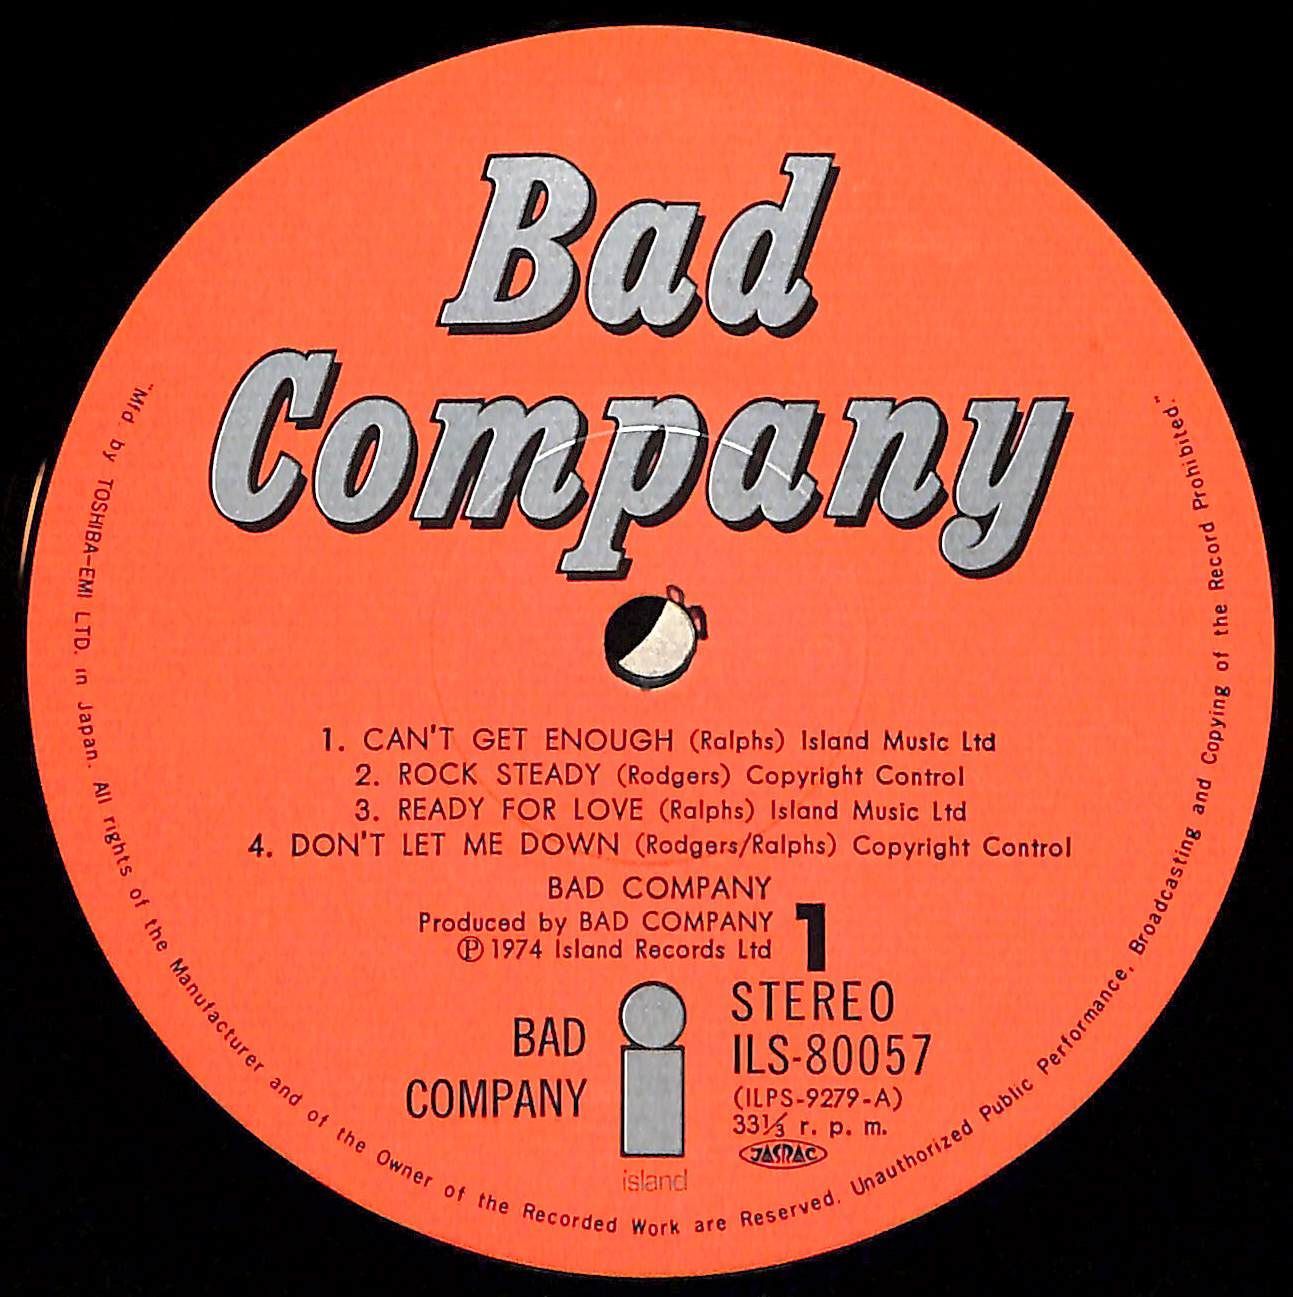 Bad
Company
1. CAN'T GET ENOUGH (Ralphs) Island Music Ltd
2. ROCK STEADY (Rodgers) Copyright Control
3. READY FOR LOVE (Ralphs) Island Music Ltd
4. DON'T LET ME DOWN (Rodgers/Ralphs) Copyright Control
BAD COMPANY
Produced by BAD COMPANY
Ⓟ 1974 Island Records Ltd
1
BAD
COMPANY
island
STEREO
ILS-80057
(ILPS-9279-A)
33⅓ r. p. m.
JASRAC
"Mfd. by TOSHIBA-EMI LTD. in Japan. All rights of the Manufacturer and of the Owner of the Recorded Work are Reserved. Unauthorized Public Performance. Broadcasting and Copying of the Record Prohibited."